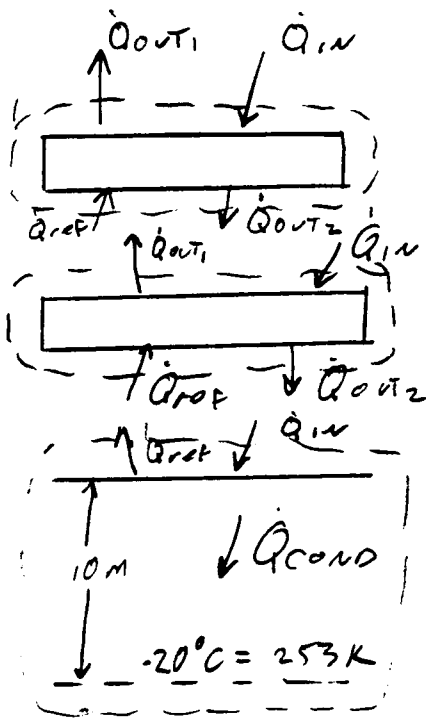 Q̇OUT1 Q̇IN
Q̇ref Q̇OUT2
Q̇OUT1 Q̇IN
Q̇ref Q̇OUT2
Q̇ref Q̇IN
10M Q̇COND
-20°C = 253K